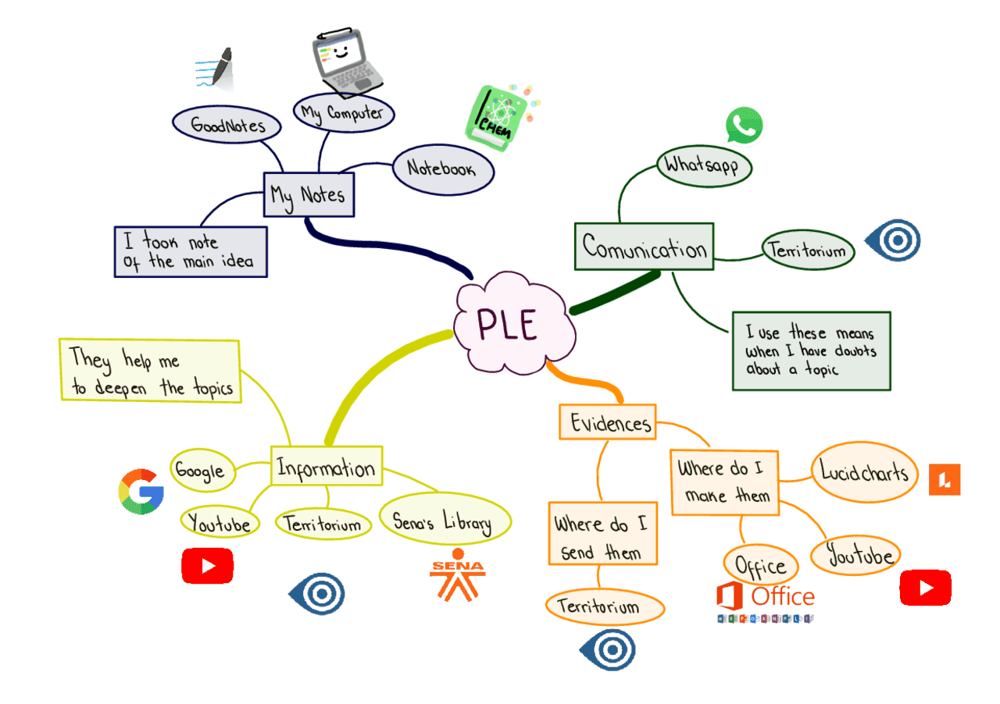 GoodNotes
My Computer
CHEM
Notebook
My Notes
I took note
of the main idea
Whatsapp
Comunication
Territorium
I use these means
when I have doubts
about a topic
PLE
They help me
to deepen the topics
Information
Google
Youtube
Territorium
Sena's Library
SENA
Evidences
Where do I
make them
Lucidcharts
Youtube
Office
Office
Where do I
send them
Territorium